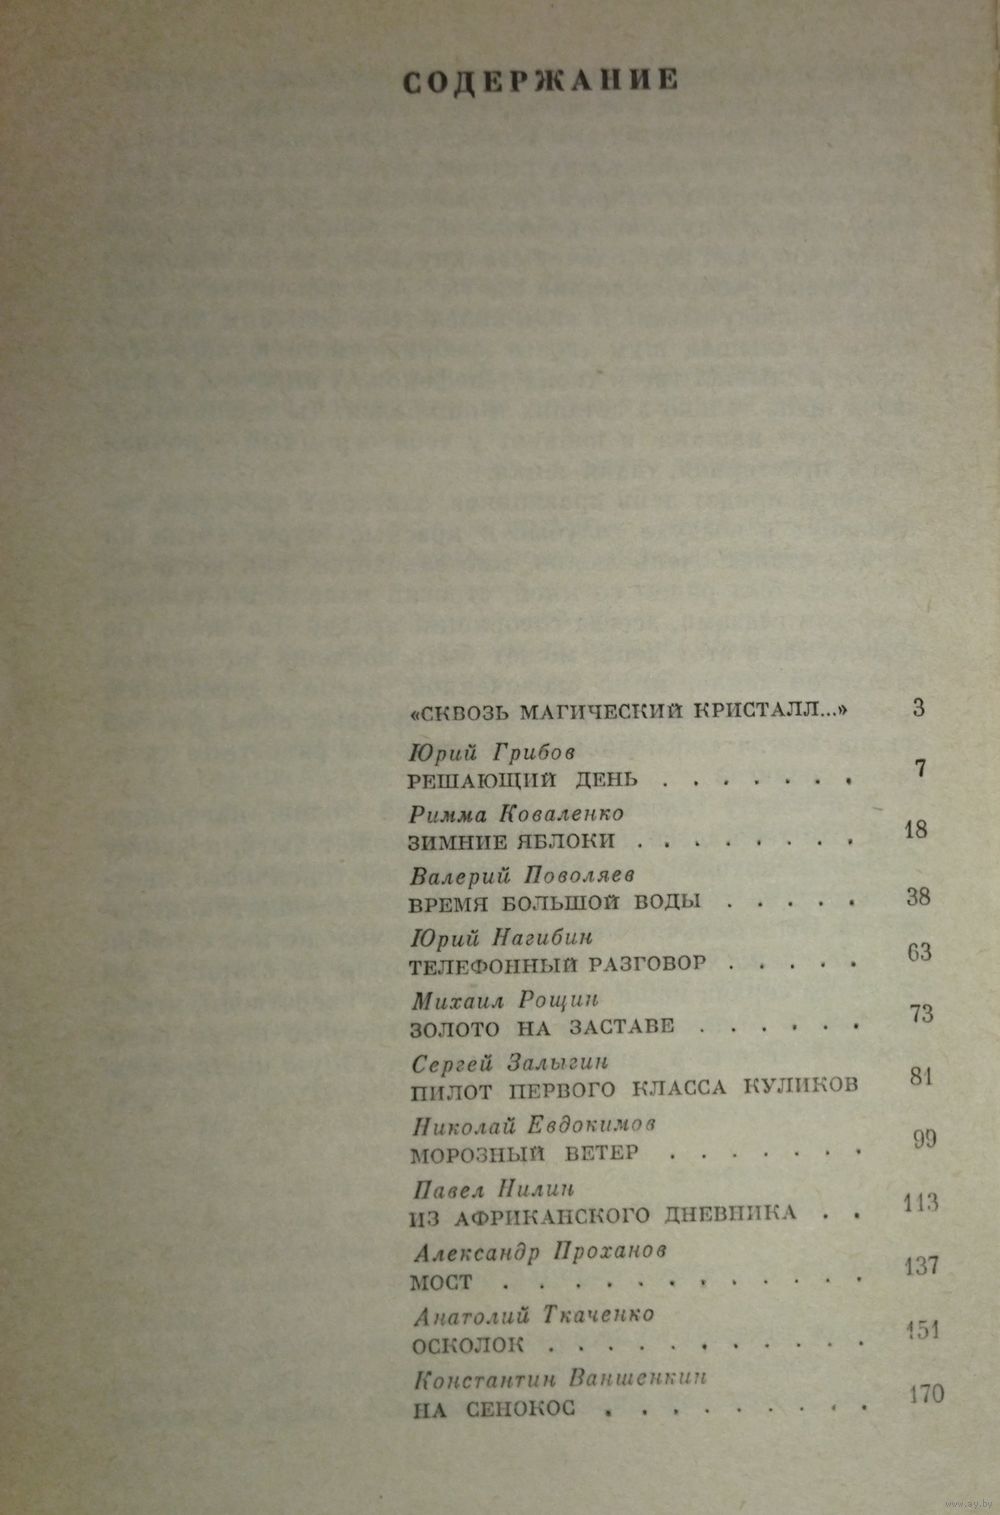 СОДЕРЖАНИЕ
«СКВОЗЬ МАГИЧЕСКИЙ КРИСТАЛЛ...» 3
Юрий Грибов
РЕШАЮЩИЙ ДЕНЬ . . . . . . . 7
Римма Коваленко
ЗИМНИЕ ЯБЛОКИ . . . . . . . . 18
Валерий Поволяев
ВРЕМЯ БОЛЬШОЙ ВОДЫ . . . . . 38
Юрий Нагибин
ТЕЛЕФОННЫЙ РАЗГОВОР . . . . . 63
Михаил Рощин
ЗОЛОТО НА ЗАСТАВЕ . . . . . . 73
Сергей Залыгин
ПИЛОТ ПЕРВОГО КЛАССА КУЛИКОВ 81
Николай Евдокимов
МОРОЗНЫЙ ВЕТЕР . . . . . . . 99
Павел Нилин
ИЗ АФРИКАНСКОГО ДНЕВНИКА . . 113
Александр Проханов
МОСТ . . . . . . . . . . . 137
Анатолий Ткаченко
ОСКОЛОК . . . . . . . . . . . 151
Константин Ваншенкин
НА СЕНОКОС . . . . . . . . . 170
www.ay.by